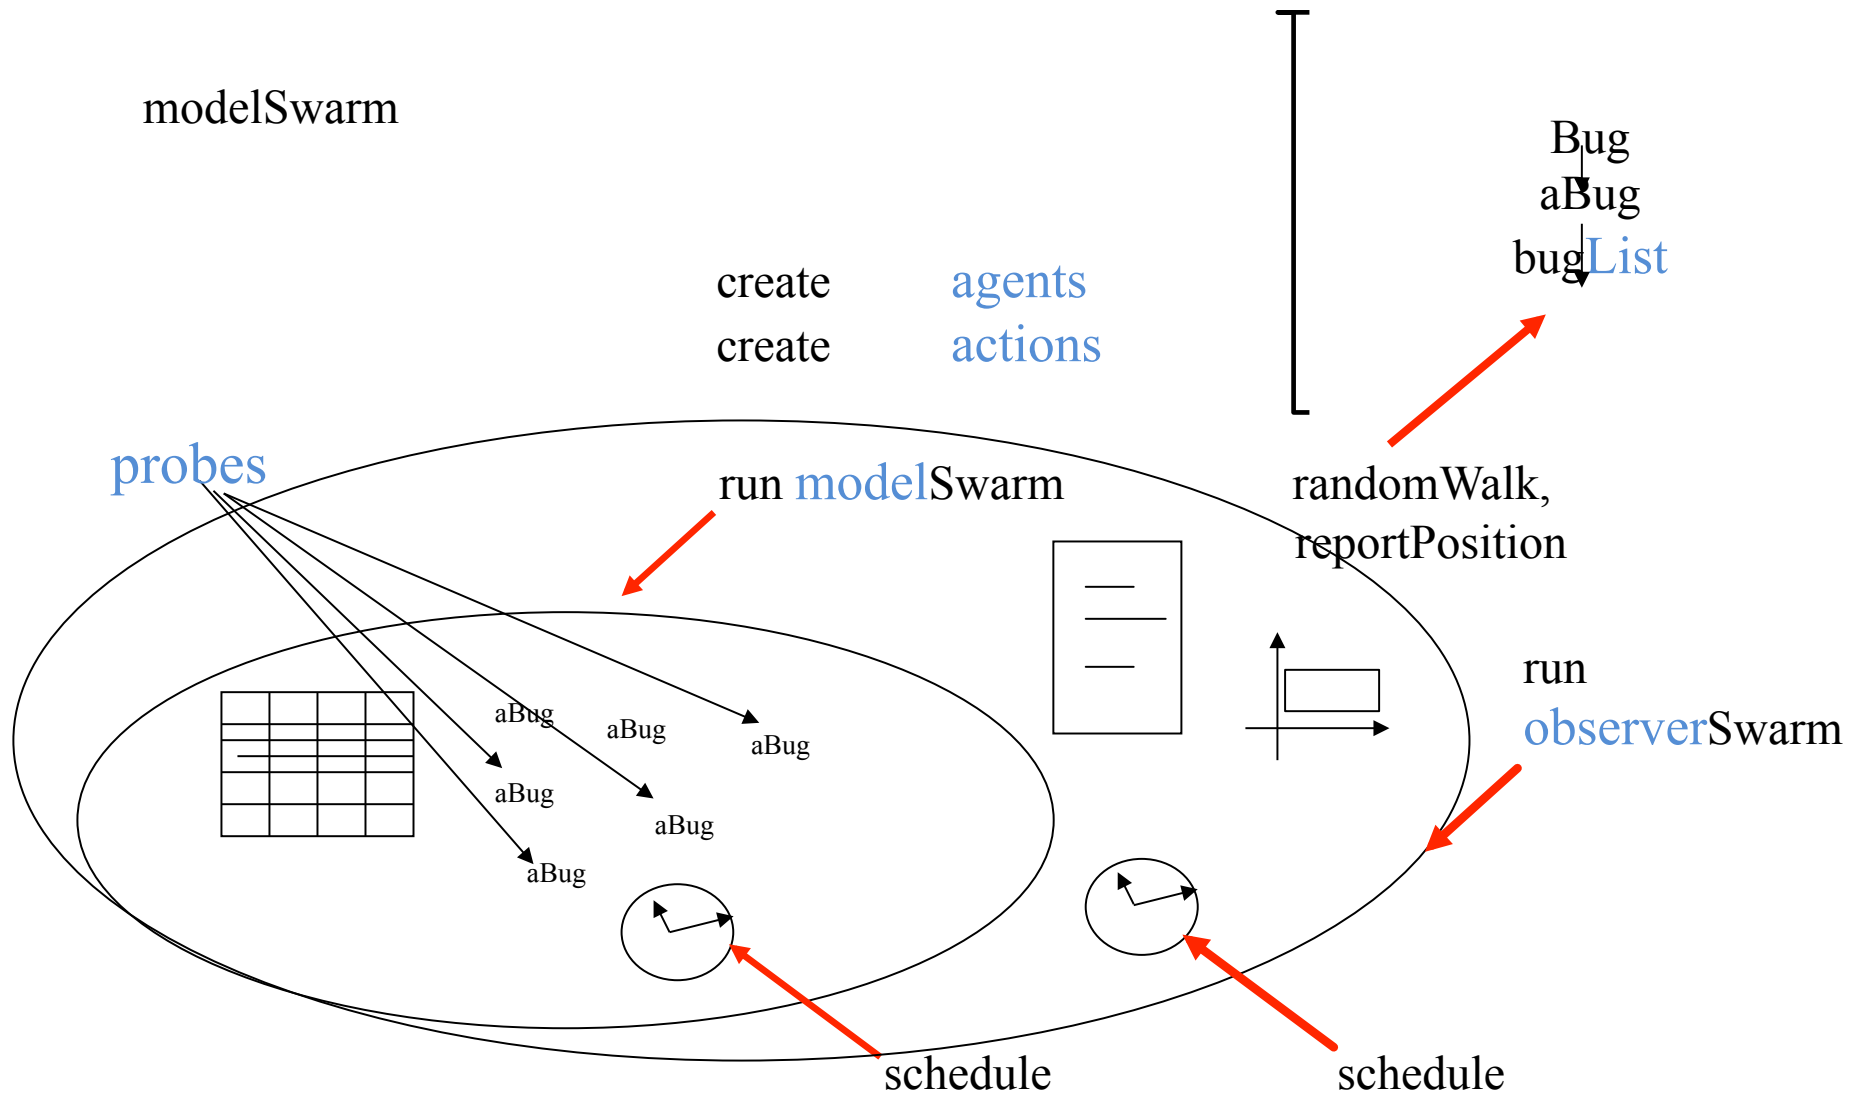 modelSwarm
Bug
aBug
bugList
create agents
create actions
probes
run modelSwarm
randomWalk,
reportPosition
run
observerSwarm
aBug
aBug
aBug
aBug
aBug
aBug
schedule
schedule